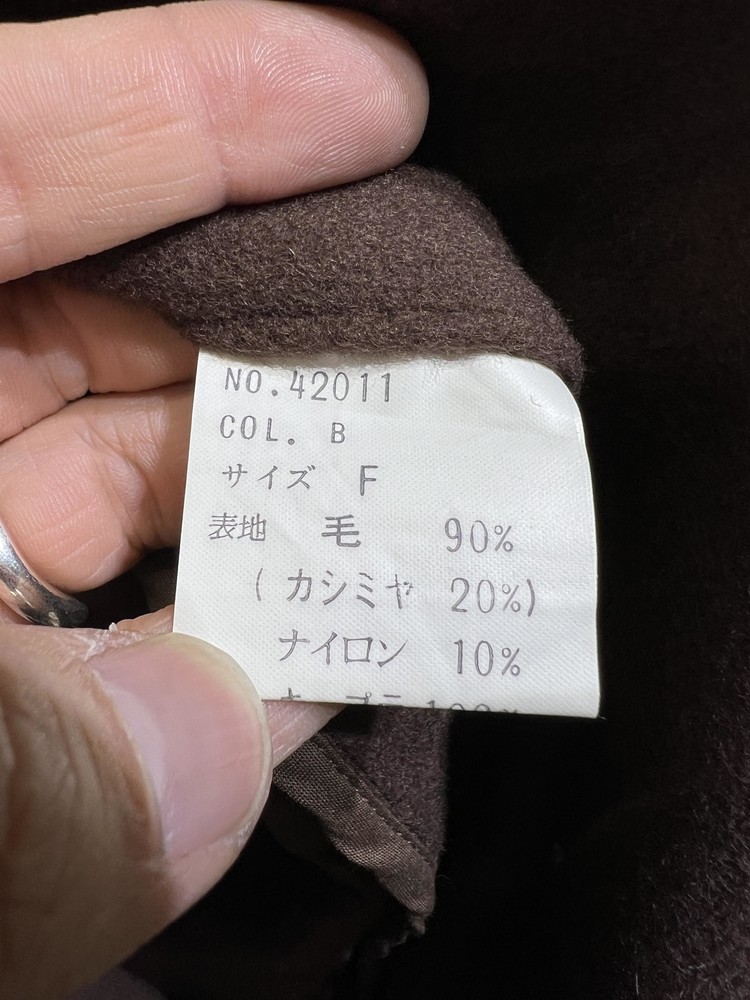 NO.42011
COL. B
サイズ F
表地 毛 90%
(カシミヤ 20%)
ナイロン 10%